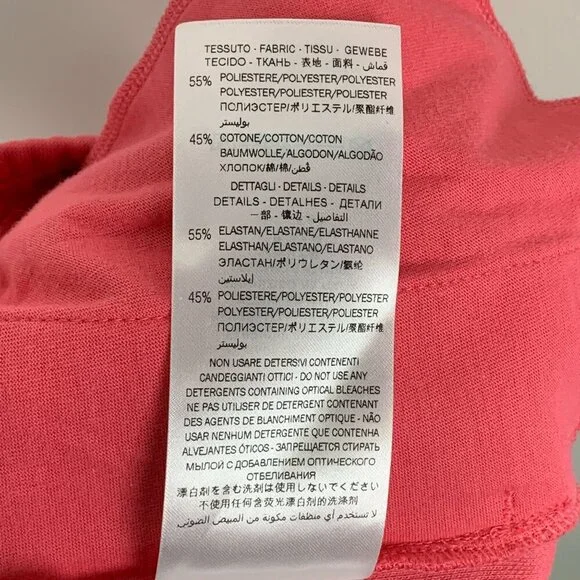 TESSUTO - FABRIC - TISSU - GEWEBE
TECIDO - ТКАНЬ - 表地 - 面料 - قماش
55% POLIESTERE/POLYESTER/POLYESTER
POLYESTER/POLIESTER/POLIESTER
ПОЛИЭСТЕР/ポリエステル/聚酯纤维
بوليستر
45% COTONE/COTTON/COTON
BAUMWOLLE/ALGODON/ALGODÃO
ХЛОПОК/綿/棉/قطن
DETTAGLI - DETAILS - DETAILS
DETAILS - DETALHES - ДЕТАЛИ
一部 - 镶边 - التفاصيل
55% ELASTAN/ELASTANE/ELASTHANNE
ELASTHAN/ELASTANO/ELASTANO
ЭЛАСТАН/ポリウレタン/氨纶
إيلاستين
45% POLIESTERE/POLYESTER/POLYESTER
POLYESTER/POLIESTER/POLIESTER
ПОЛИЭСТЕР/ポリエステル/聚酯纤维
بوليستر
NON USARE DETERSIVI CONTENENTI
CANDEGGIANTI OTTICI - DO NOT USE ANY
DETERGENTS CONTAINING OPTICAL BLEACHES
NE PAS UTILISER DE DETERGENT CONTENANT
DES AGENTS DE BLANCHIMENT OPTIQUE - NÃO
USAR NENHUM DETERGENTE QUE CONTENHA
ALVEJANTES ÓTICOS - ЗАПРЕЩАЕТСЯ СТИРАТЬ
МЫЛОЙ С ДОБАВЛЕНИЕМ ОПТИЧЕСКОГО
ОТБЕЛИВАНИЯ
漂白剤を含む洗剤は使用しないでください
不使用任何含荧光漂白剂的洗涤剂
لا تستخدم أي منظفات مكونة من المبيض الضوئي